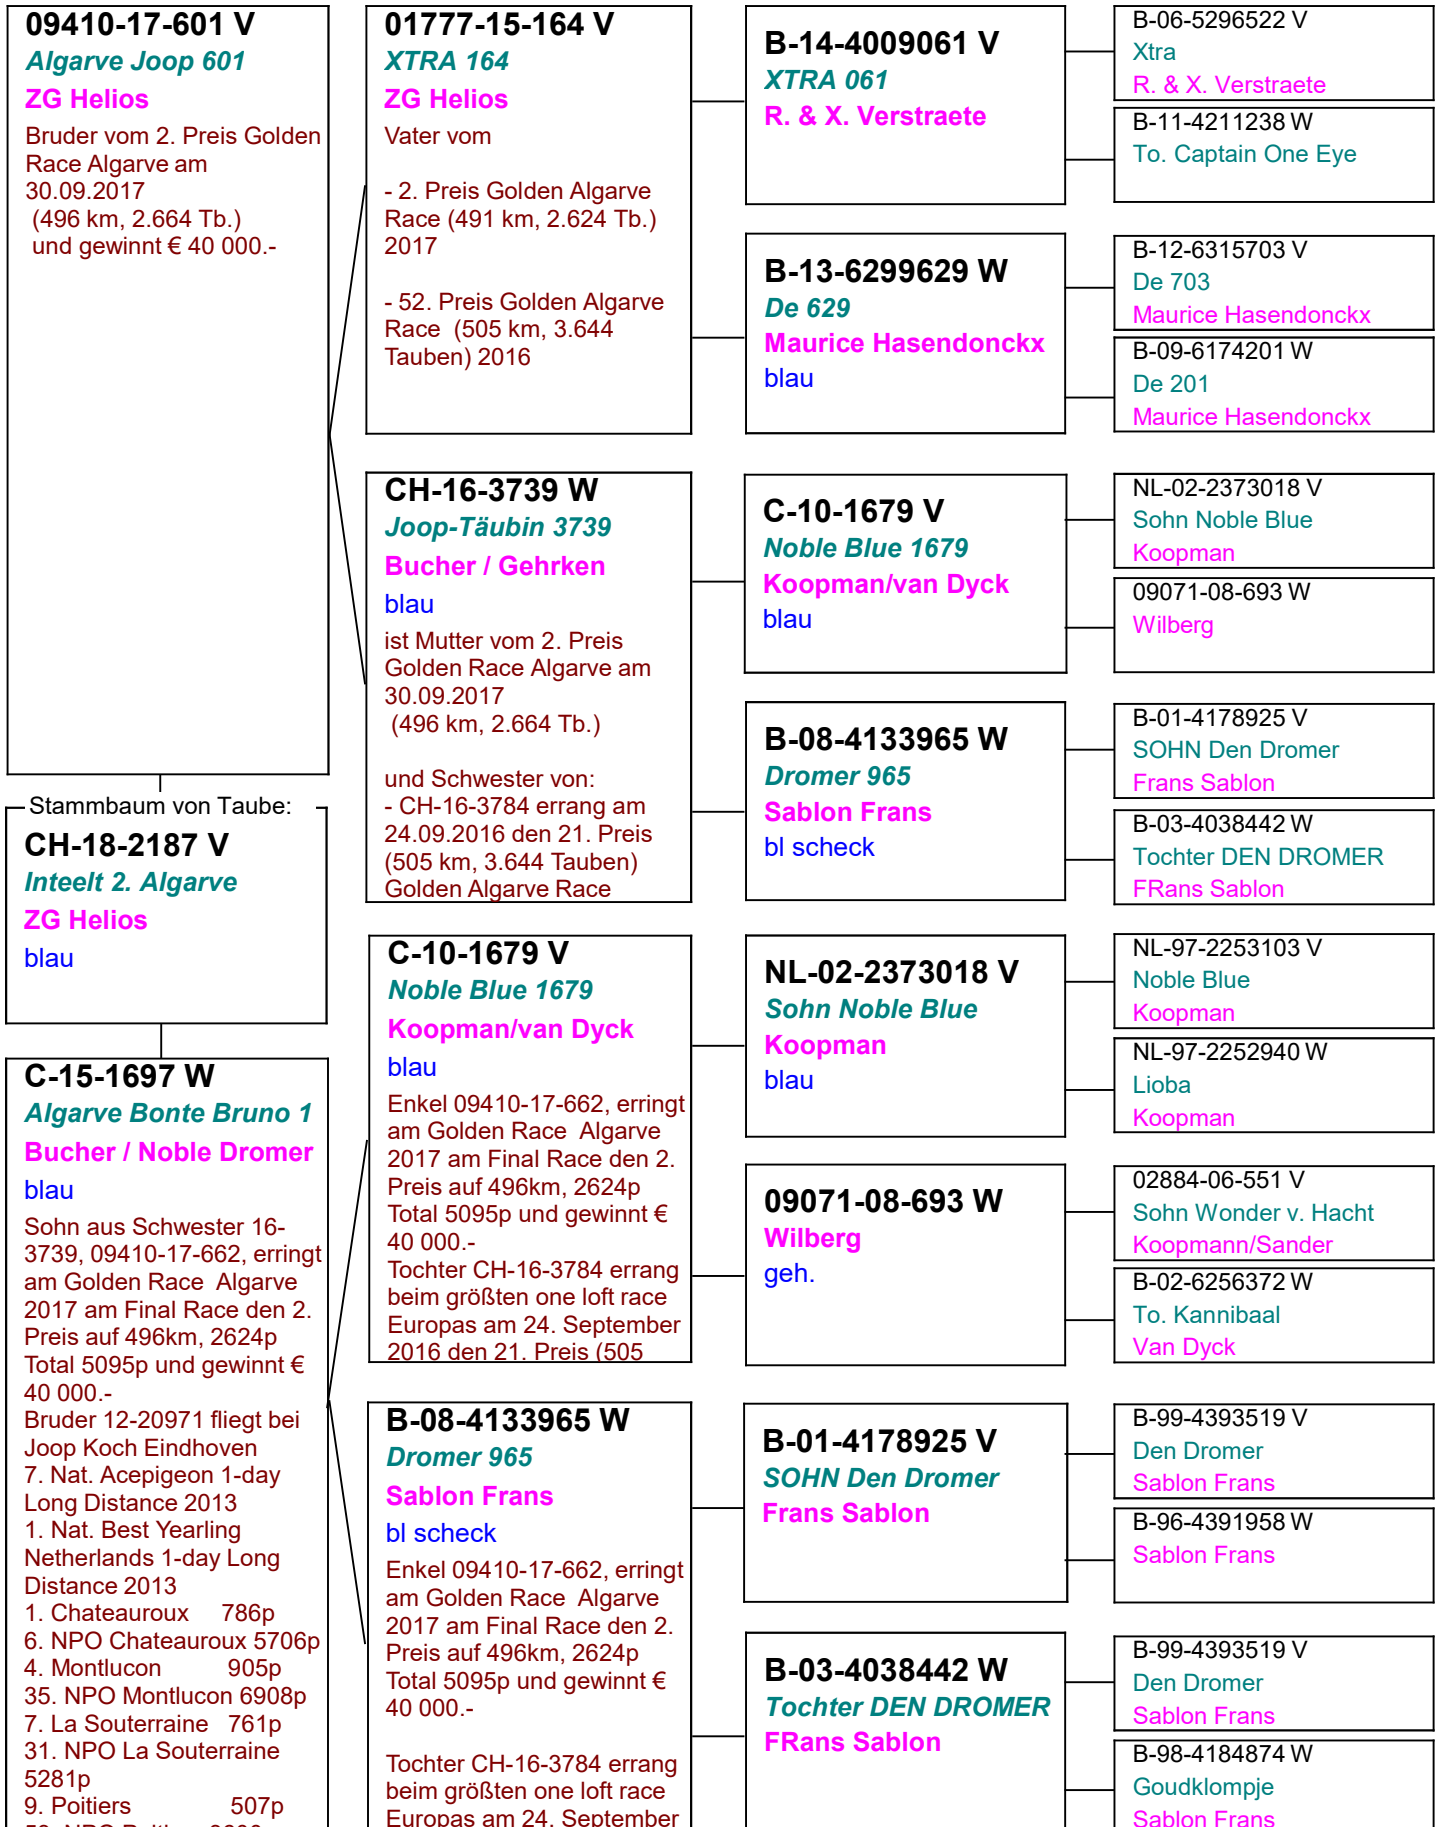 09410-17-601 V
Algarve Joop 601
ZG Helios
Bruder vom 2. Preis Golden
Race Algarve am
30.09.2017
(496 km, 2.664 Tb.)
und gewinnt € 40 000.-
Stammbaum von Taube:
CH-18-2187 V
Inteelt 2. Algarve
ZG Helios
blau
C-15-1697 W
Algarve Bonte Bruno 1
Bucher / Noble Dromer
blau
Sohn aus Schwester 16-
3739, 09410-17-662, erringt
am Golden Race  Algarve
2017 am Final Race den 2.
Preis auf 496km, 2624p
Total 5095p und gewinnt €
40 000.-
Bruder 12-20971 fliegt bei
Joop Koch Eindhoven
7. Nat. Acepigeon 1-day
Long Distance 2013
1. Nat. Best Yearling
Netherlands 1-day Long
Distance 2013
1. Chateauroux     786p
6. NPO Chateauroux 5706p
4. Montlucon          905p
35. NPO Montlucon 6908p
7. La Souterraine   761p
31. NPO La Souterraine
5281p
9. Poitiers           507p
01777-15-164 V
XTRA 164
ZG Helios
Vater vom
- 2. Preis Golden Algarve
Race (491 km, 2.624 Tb.)
2017
- 52. Preis Golden Algarve
Race  (505 km, 3.644
Tauben) 2016
CH-16-3739 W
Joop-Täubin 3739
Bucher / Gehrken
blau
ist Mutter vom 2. Preis
Golden Race Algarve am
30.09.2017
(496 km, 2.664 Tb.)
und Schwester von:
- CH-16-3784 errang am
24.09.2016 den 21. Preis
(505 km, 3.644 Tauben)
Golden Algarve Race
C-10-1679 V
Noble Blue 1679
Koopman/van Dyck
blau
Enkel 09410-17-662, erringt
am Golden Race  Algarve
2017 am Final Race den 2.
Preis auf 496km, 2624p
Total 5095p und gewinnt €
40 000.-
Tochter CH-16-3784 errang
beim größten one loft race
Europas am 24. September
2016 den 21. Preis (505
B-08-4133965 W
Dromer 965
Sablon Frans
bl scheck
Enkel 09410-17-662, erringt
am Golden Race  Algarve
2017 am Final Race den 2.
Preis auf 496km, 2624p
Total 5095p und gewinnt €
40 000.-
Tochter CH-16-3784 errang
beim größten one loft race
Europas am 24. September
B-14-4009061 V
XTRA 061
R. & X. Verstraete
B-13-6299629 W
De 629
Maurice Hasendonckx
blau
C-10-1679 V
Noble Blue 1679
Koopman/van Dyck
blau
B-08-4133965 W
Dromer 965
Sablon Frans
bl scheck
NL-02-2373018 V
Sohn Noble Blue
Koopman
blau
09071-08-693 W
Wilberg
geh.
B-01-4178925 V
SOHN Den Dromer
Frans Sablon
B-03-4038442 W
Tochter DEN DROMER
FRans Sablon
B-06-5296522 V
Xtra
R. & X. Verstraete
B-11-4211238 W
To. Captain One Eye
B-12-6315703 V
De 703
Maurice Hasendonckx
B-09-6174201 W
De 201
Maurice Hasendonckx
NL-02-2373018 V
Sohn Noble Blue
Koopman
09071-08-693 W
Wilberg
B-01-4178925 V
SOHN Den Dromer
Frans Sablon
B-03-4038442 W
Tochter DEN DROMER
FRans Sablon
NL-97-2253103 V
Noble Blue
Koopman
NL-97-2252940 W
Lioba
Koopman
02884-06-551 V
Sohn Wonder v. Hacht
Koopmann/Sander
B-02-6256372 W
To. Kannibaal
Van Dyck
B-99-4393519 V
Den Dromer
Sablon Frans
B-96-4391958 W
Sablon Frans
B-99-4393519 V
Den Dromer
Sablon Frans
B-98-4184874 W
Goudklompje
Sablon Frans